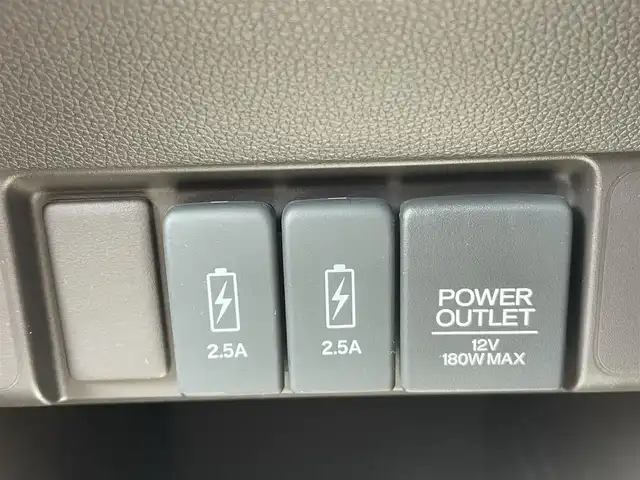 2.5A
2.5A
POWER
OUTLET
12V
180W MAX